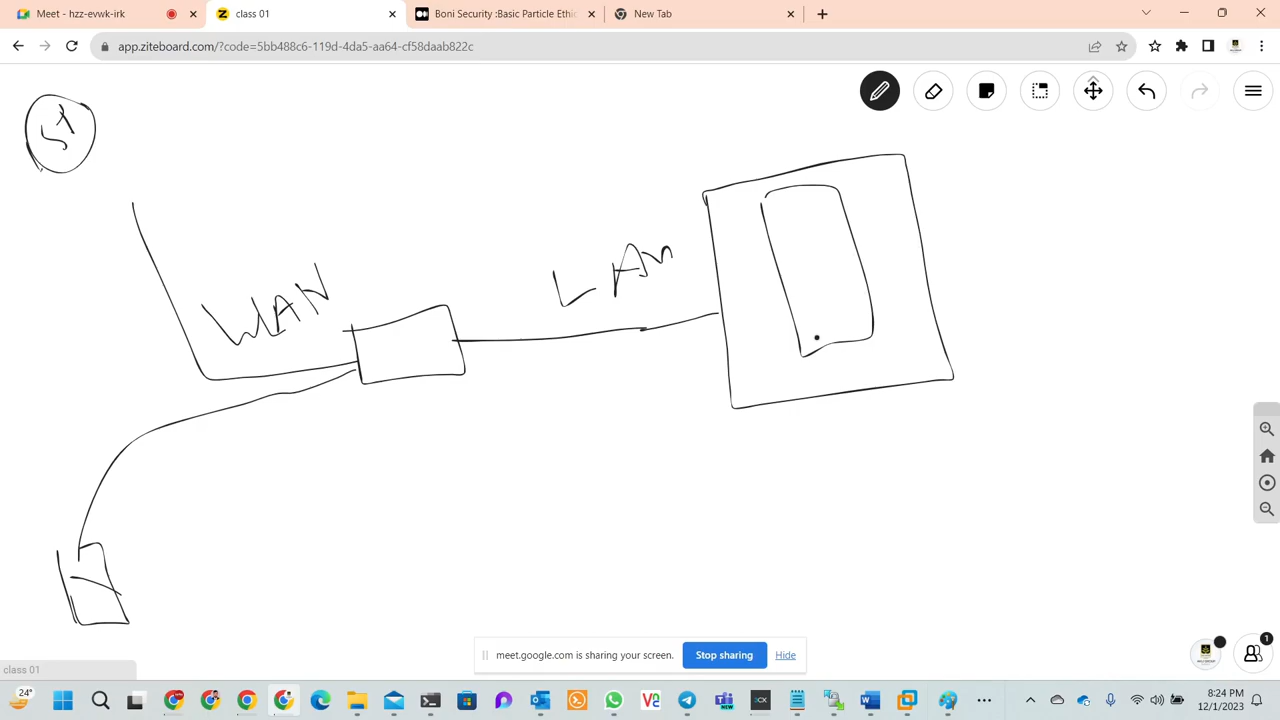 Meet - hzz-evwk-irk
class 01
Boni Security :Basic Particle Ethic
New Tab
app.ziteboard.com/?code=5bb488c6-119d-4da5-aa64-cf58daab822c
WAN
LAN
1
meet.google.com is sharing your screen.
Stop sharing
Hide
class 01
24°
8:24 PM
12/1/2023